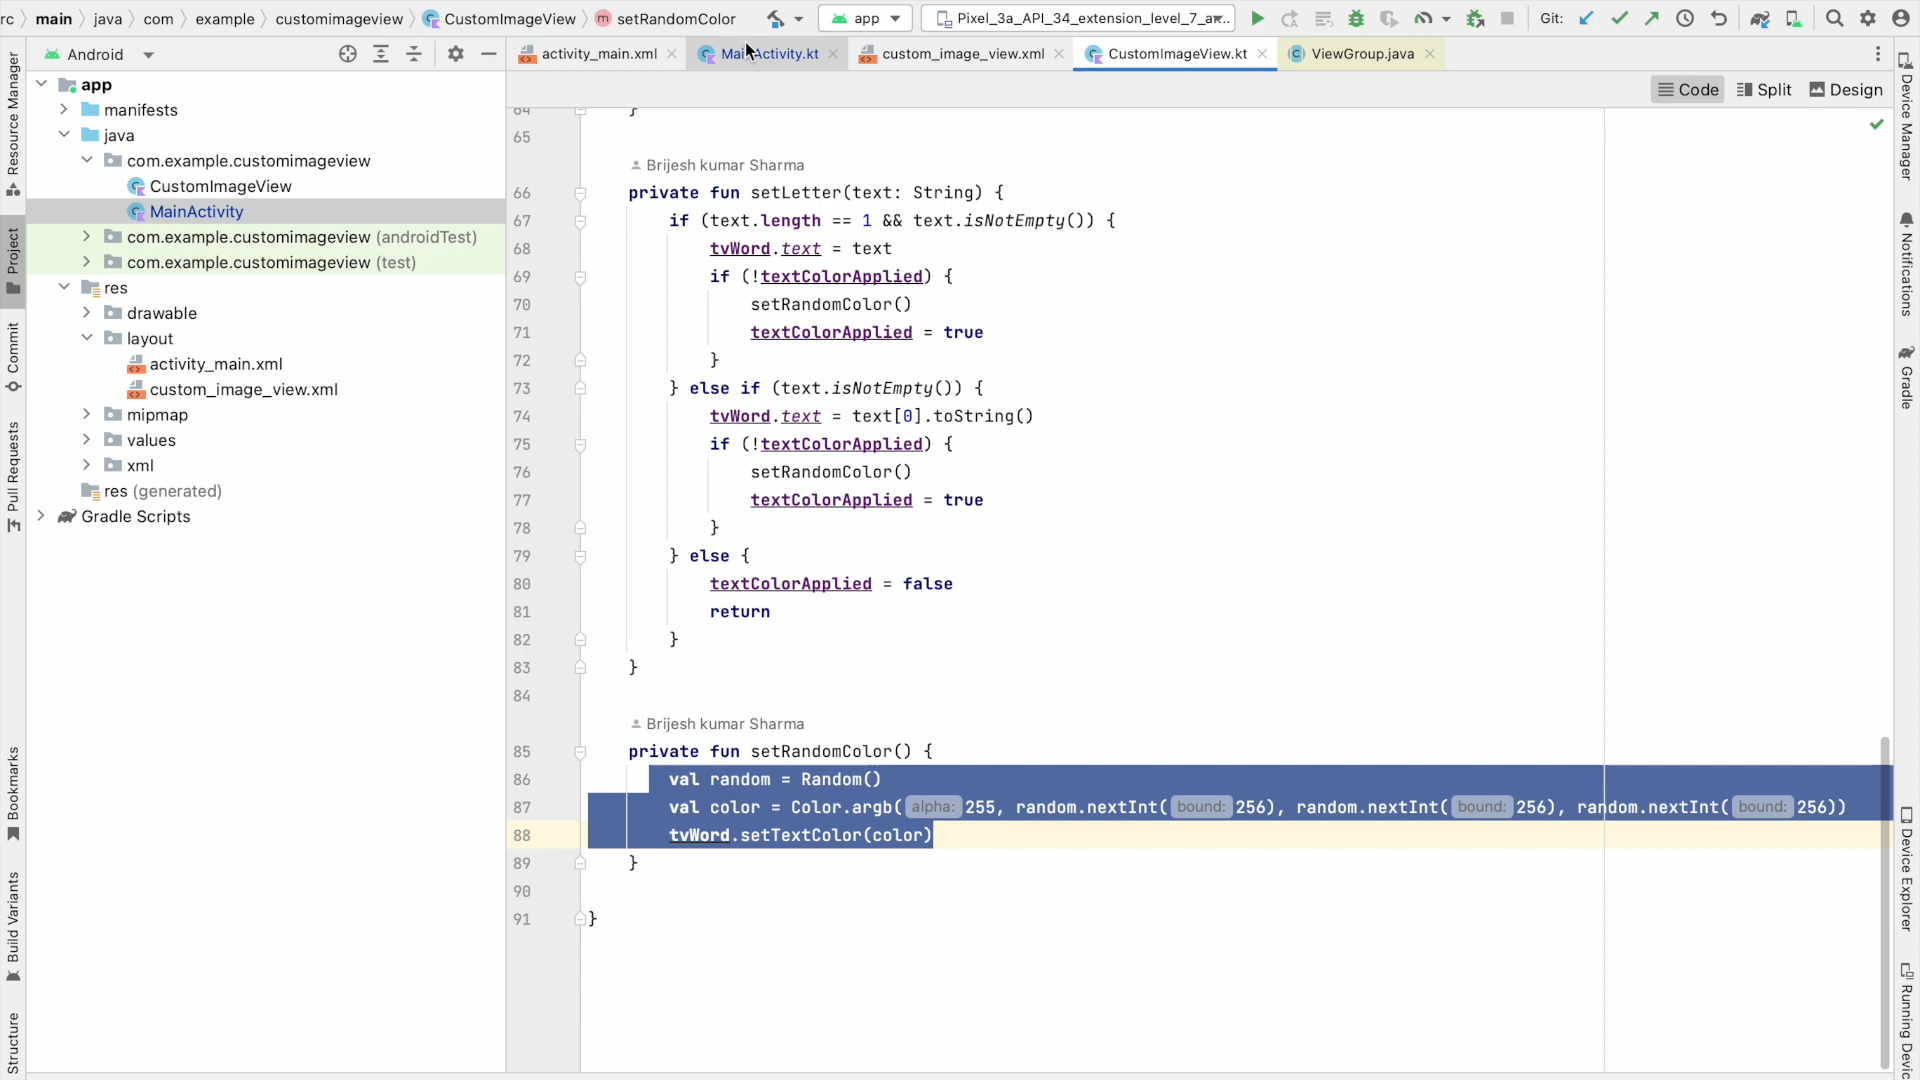 rc > main > java > com > example > customimageview > CustomImageView > setRandomColor
app
Pixel_3a_API_34_extension_level_7_a
Git:
Android
activity_main.xml
MainActivity.kt
custom_image_view.xml
CustomImageView.kt
ViewGroup.java
Code
Split
Design
Resource Manager
Project
Commit
Pull Requests
Bookmarks
Build Variants
Structure
app
manifests
java
com.example.customimageview
CustomImageView
MainActivity
com.example.customimageview (androidTest)
com.example.customimageview (test)
res
drawable
layout
activity_main.xml
custom_image_view.xml
mipmap
values
xml
res (generated)
Gradle Scripts
64 }
65
Brijesh kumar Sharma
66 private fun setLetter(text: String) {
67 if (text.length == 1 && text.isNotEmpty()) {
68 tvWord.text = text
69 if (!textColorApplied) {
70 setRandomColor()
71 textColorApplied = true
72 }
73 } else if (text.isNotEmpty()) {
74 tvWord.text = text[0].toString()
75 if (!textColorApplied) {
76 setRandomColor()
77 textColorApplied = true
78 }
79 } else {
80 textColorApplied = false
81 return
82 }
83 }
84
Brijesh kumar Sharma
85 private fun setRandomColor() {
86 val random = Random()
87 val color = Color.argb( alpha: 255, random.nextInt( bound: 256), random.nextInt( bound: 256), random.nextInt( bound: 256))
88 tvWord.setTextColor(color)
89 }
90
91 }
Device Manager
Notifications
Gradle
Device Explorer
Running Devic